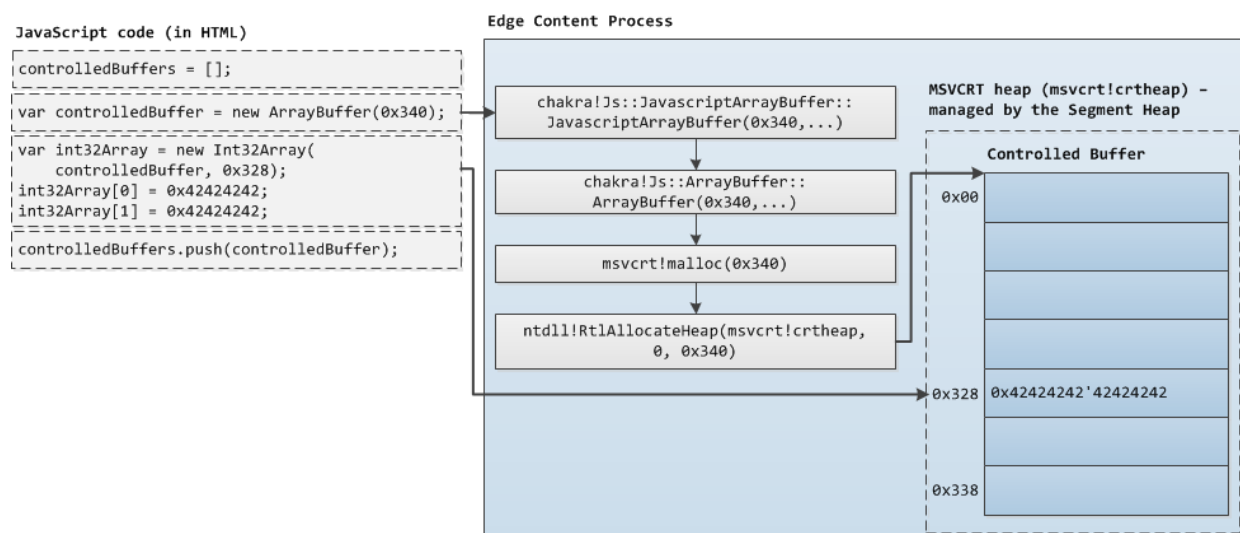 JavaScript code (in HTML)
controlledBuffers = [];
var controlledBuffer = new ArrayBuffer(0x340);
var int32Array = new Int32Array(
controlledBuffer, 0x328);
int32Array[0] = 0x42424242;
int32Array[1] = 0x42424242;
controlledBuffers.push(controlledBuffer);
Edge Content Process
chakra!Js::JavascriptArrayBuffer::
JavascriptArrayBuffer(0x340,...)
chakra!Js::ArrayBuffer::
ArrayBuffer(0x340,...)
msvcrt!malloc(0x340)
ntdll!RtlAllocateHeap(msvcrt!crtheap,
0, 0x340)
MSVCRT heap (msvcrt!crtheap) –
managed by the Segment Heap
Controlled Buffer
0x00
0x328 0x42424242'42424242
0x338